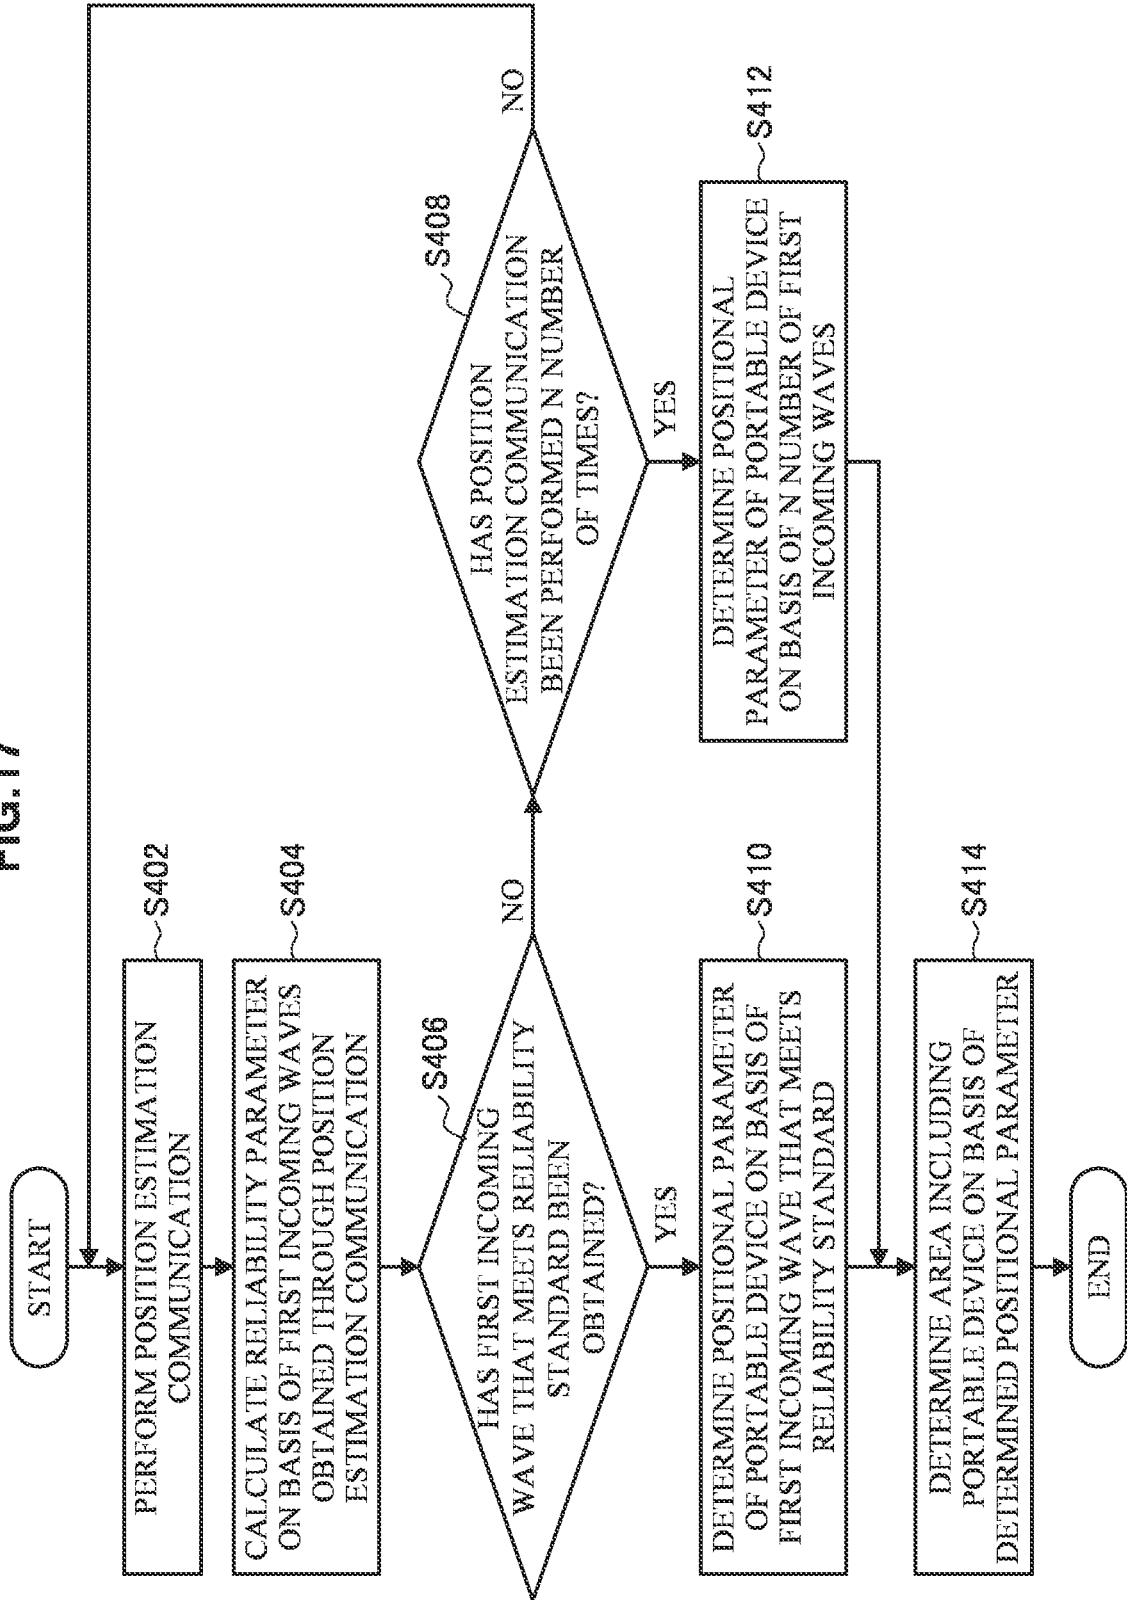 FIG.17
START
PERFORM POSITION ESTIMATION
COMMUNICATION
S402
CALCULATE RELIABILITY PARAMETER
ON BASIS OF FIRST INCOMING WAVES
OBTAINED THROUGH POSITION
ESTIMATION COMMUNICATION
S404
HAS FIRST INCOMING
WAVE THAT MEETS RELIABILITY
STANDARD BEEN
OBTAINED?
S406
NO
YES
HAS POSITION
ESTIMATION COMMUNICATION
BEEN PERFORMED N NUMBER
OF TIMES?
S408
NO
YES
DETERMINE POSITIONAL PARAMETER
OF PORTABLE DEVICE ON BASIS OF
FIRST INCOMING WAVE THAT MEETS
RELIABILITY STANDARD
S410
DETERMINE POSITIONAL
PARAMETER OF PORTABLE DEVICE
ON BASIS OF N NUMBER OF FIRST
INCOMING WAVES
S412
DETERMINE AREA INCLUDING
PORTABLE DEVICE ON BASIS OF
DETERMINED POSITIONAL PARAMETER
S414
END